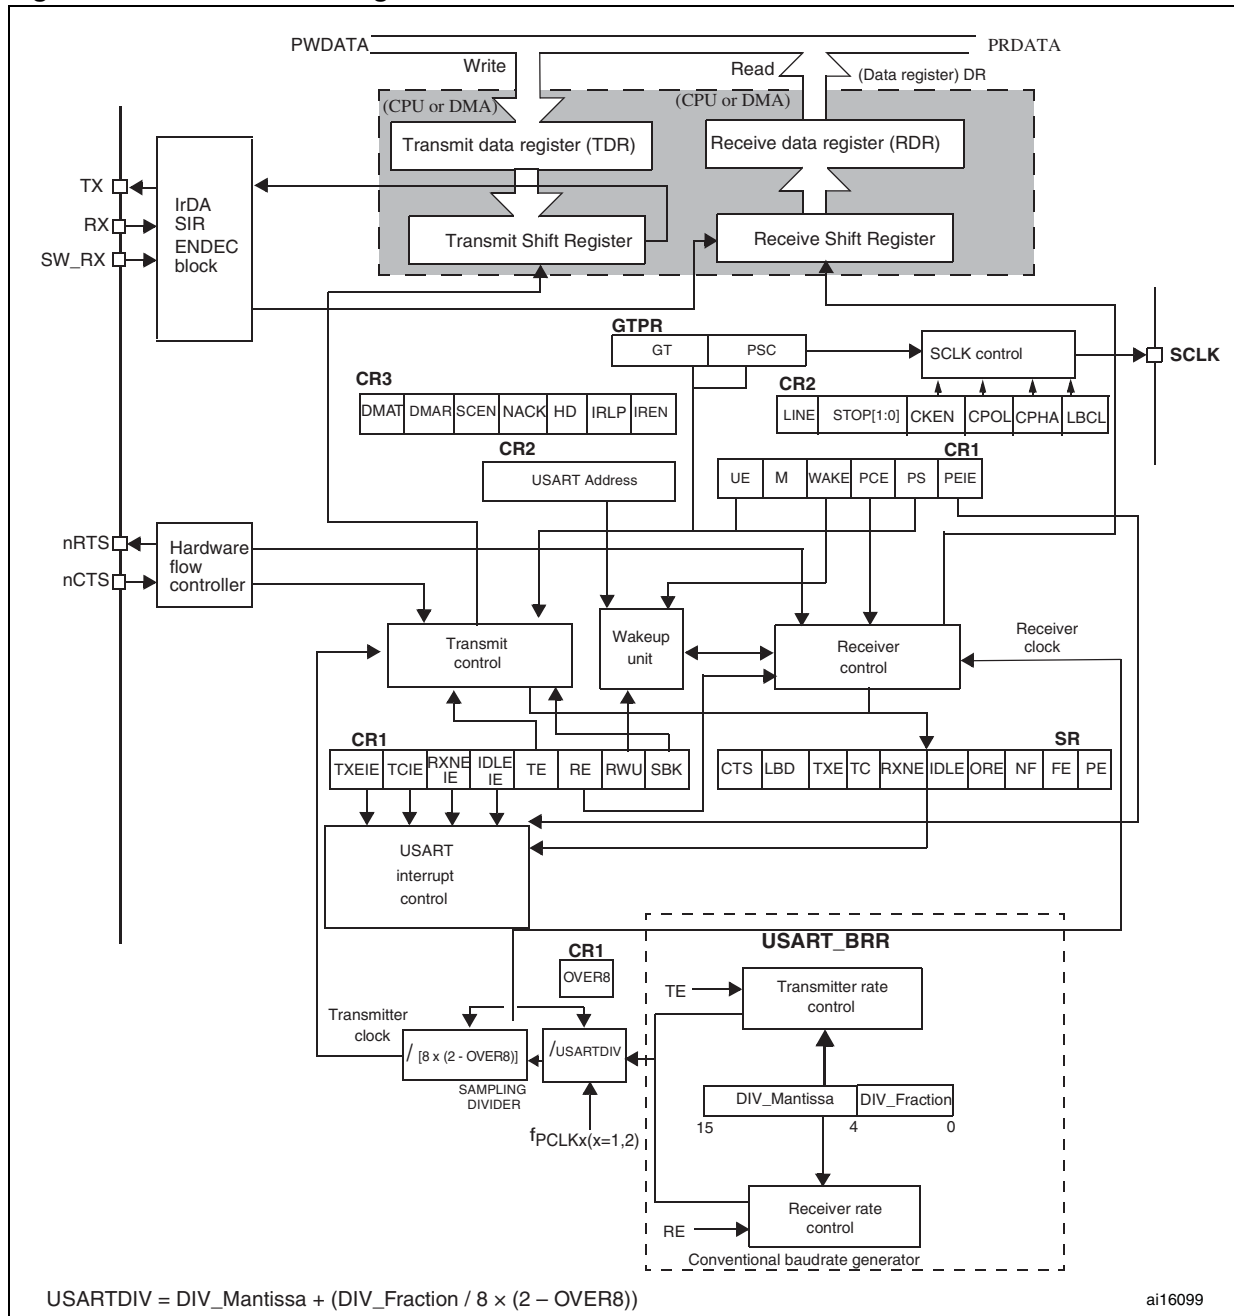 PWDATA
PRDATA
Write
Read
(Data register) DR
(CPU or DMA)
(CPU or DMA)
Transmit data register (TDR)
Receive data register (RDR)
TX
RX
SW_RX
IrDA
SIR
ENDEC
block
Transmit Shift Register
Receive Shift Register
GTPR
GT
PSC
SCLK control
SCLK
CR3
DMAT DMAR SCEN NACK HD IRLP IREN
CR2
LINE STOP[1:0] CKEN CPOL CPHA LBCL
CR2
USART Address
CR1
UE M WAKE PCE PS PEIE
nRTS
nCTS
Hardware
flow
controller
Transmit
control
Wakeup
unit
Receiver
control
Receiver
clock
CR1
TXEIE TCIE RXNE IE IDLE IE TE RE RWU SBK
SR
CTS LBD TXE TC RXNE IDLE ORE NF FE PE
USART
interrupt
control
USART_BRR
CR1
OVER8
TE
Transmitter rate
control
Transmitter
clock
/ [8 x (2 - OVER8)]
/USARTDIV
SAMPLING
DIVIDER
fPCLKx(x=1,2)
DIV_Mantissa DIV_Fraction
15 4 0
Receiver rate
control
RE
Conventional baudrate generator
USARTDIV = DIV_Mantissa + (DIV_Fraction / 8 × (2 – OVER8))
ai16099